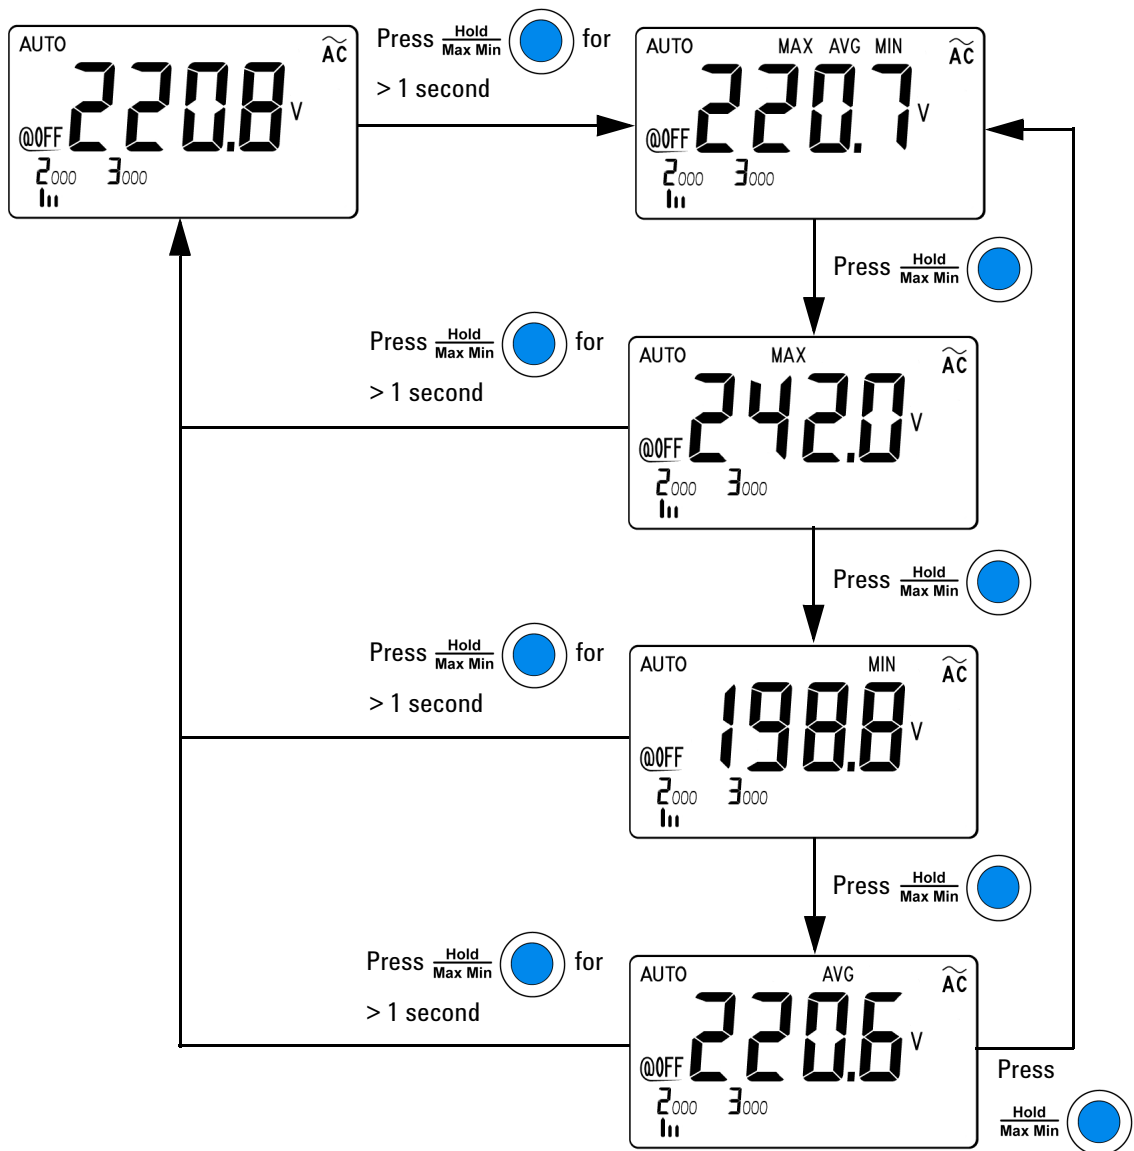 AUTO
AC
220.8 V
@OFF
2000 3000
Press Hold
Max Min for
> 1 second
AUTO MAX AVG MIN
AC
220.7 V
@OFF
2000 3000
Press Hold
Max Min
Press Hold
Max Min for
> 1 second
AUTO MAX
AC
242.0 V
@OFF
2000 3000
Press Hold
Max Min
Press Hold
Max Min for
> 1 second
AUTO MIN
AC
198.8 V
@OFF
2000 3000
Press Hold
Max Min
Press Hold
Max Min for
> 1 second
AUTO AVG
AC
220.6 V
@OFF
2000 3000
Press
Hold
Max Min